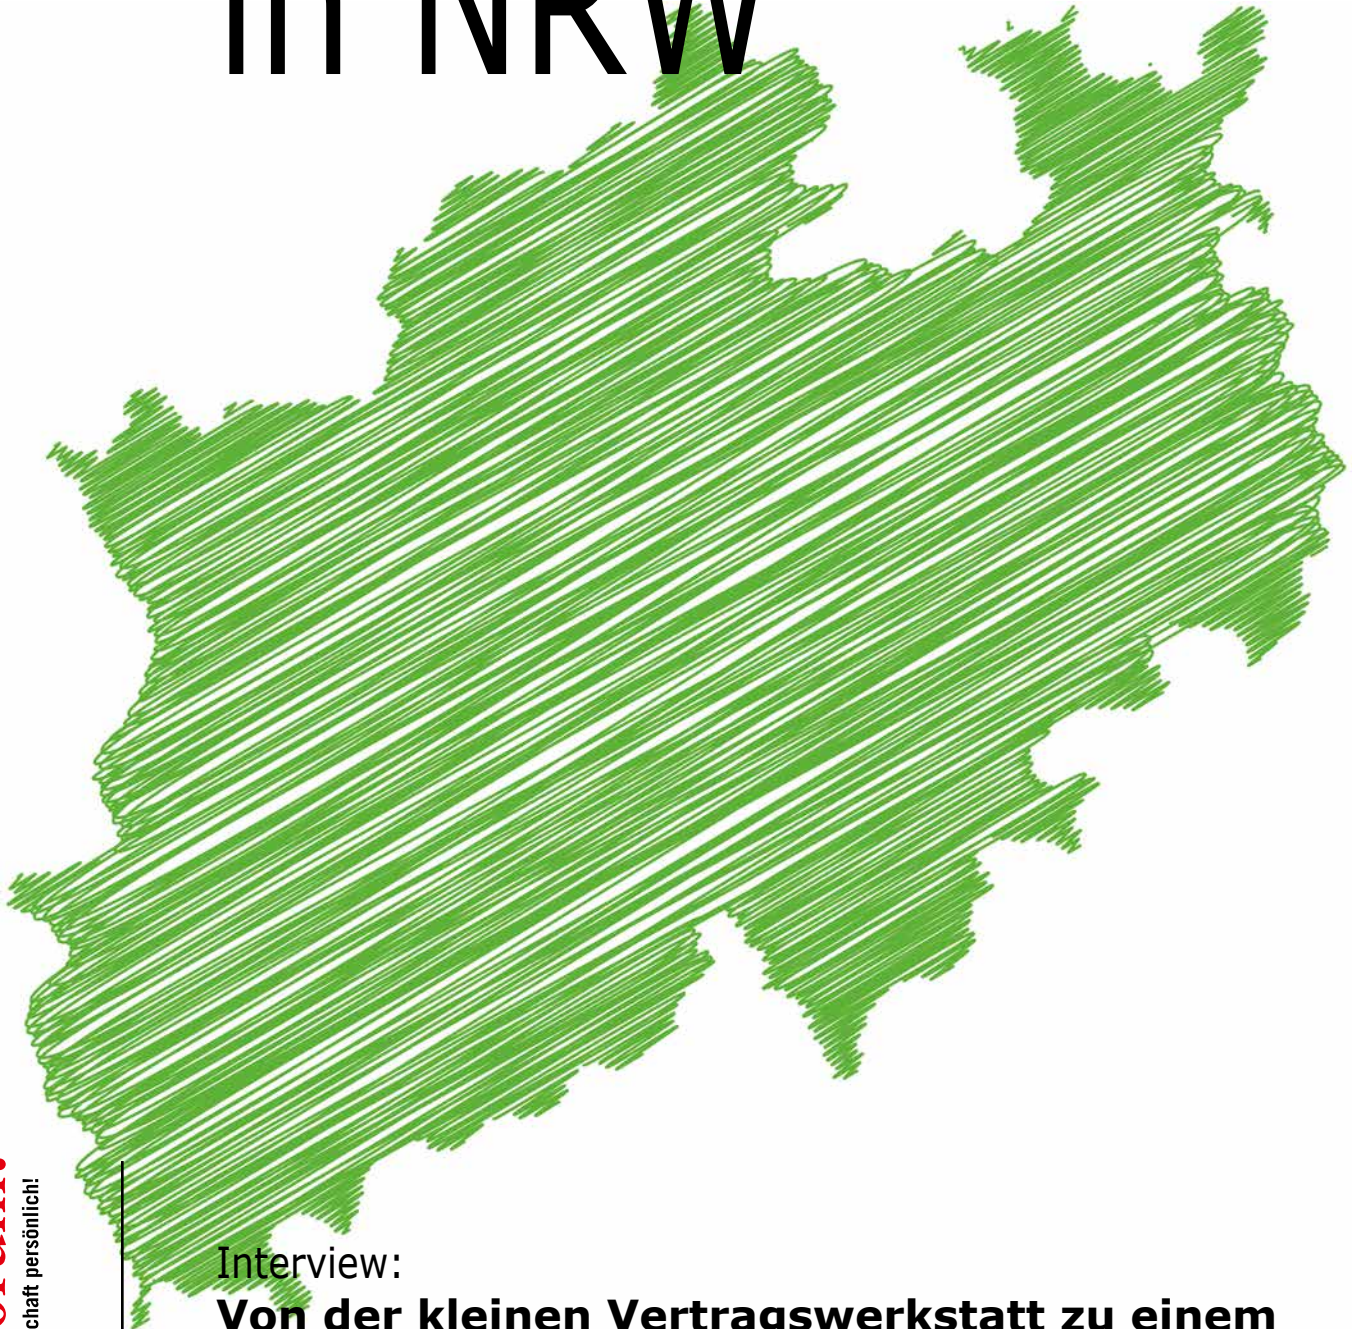 in NRW
chaft persönlich!
Interview:
Von der kleinen Vertragswerkstatt zu einem